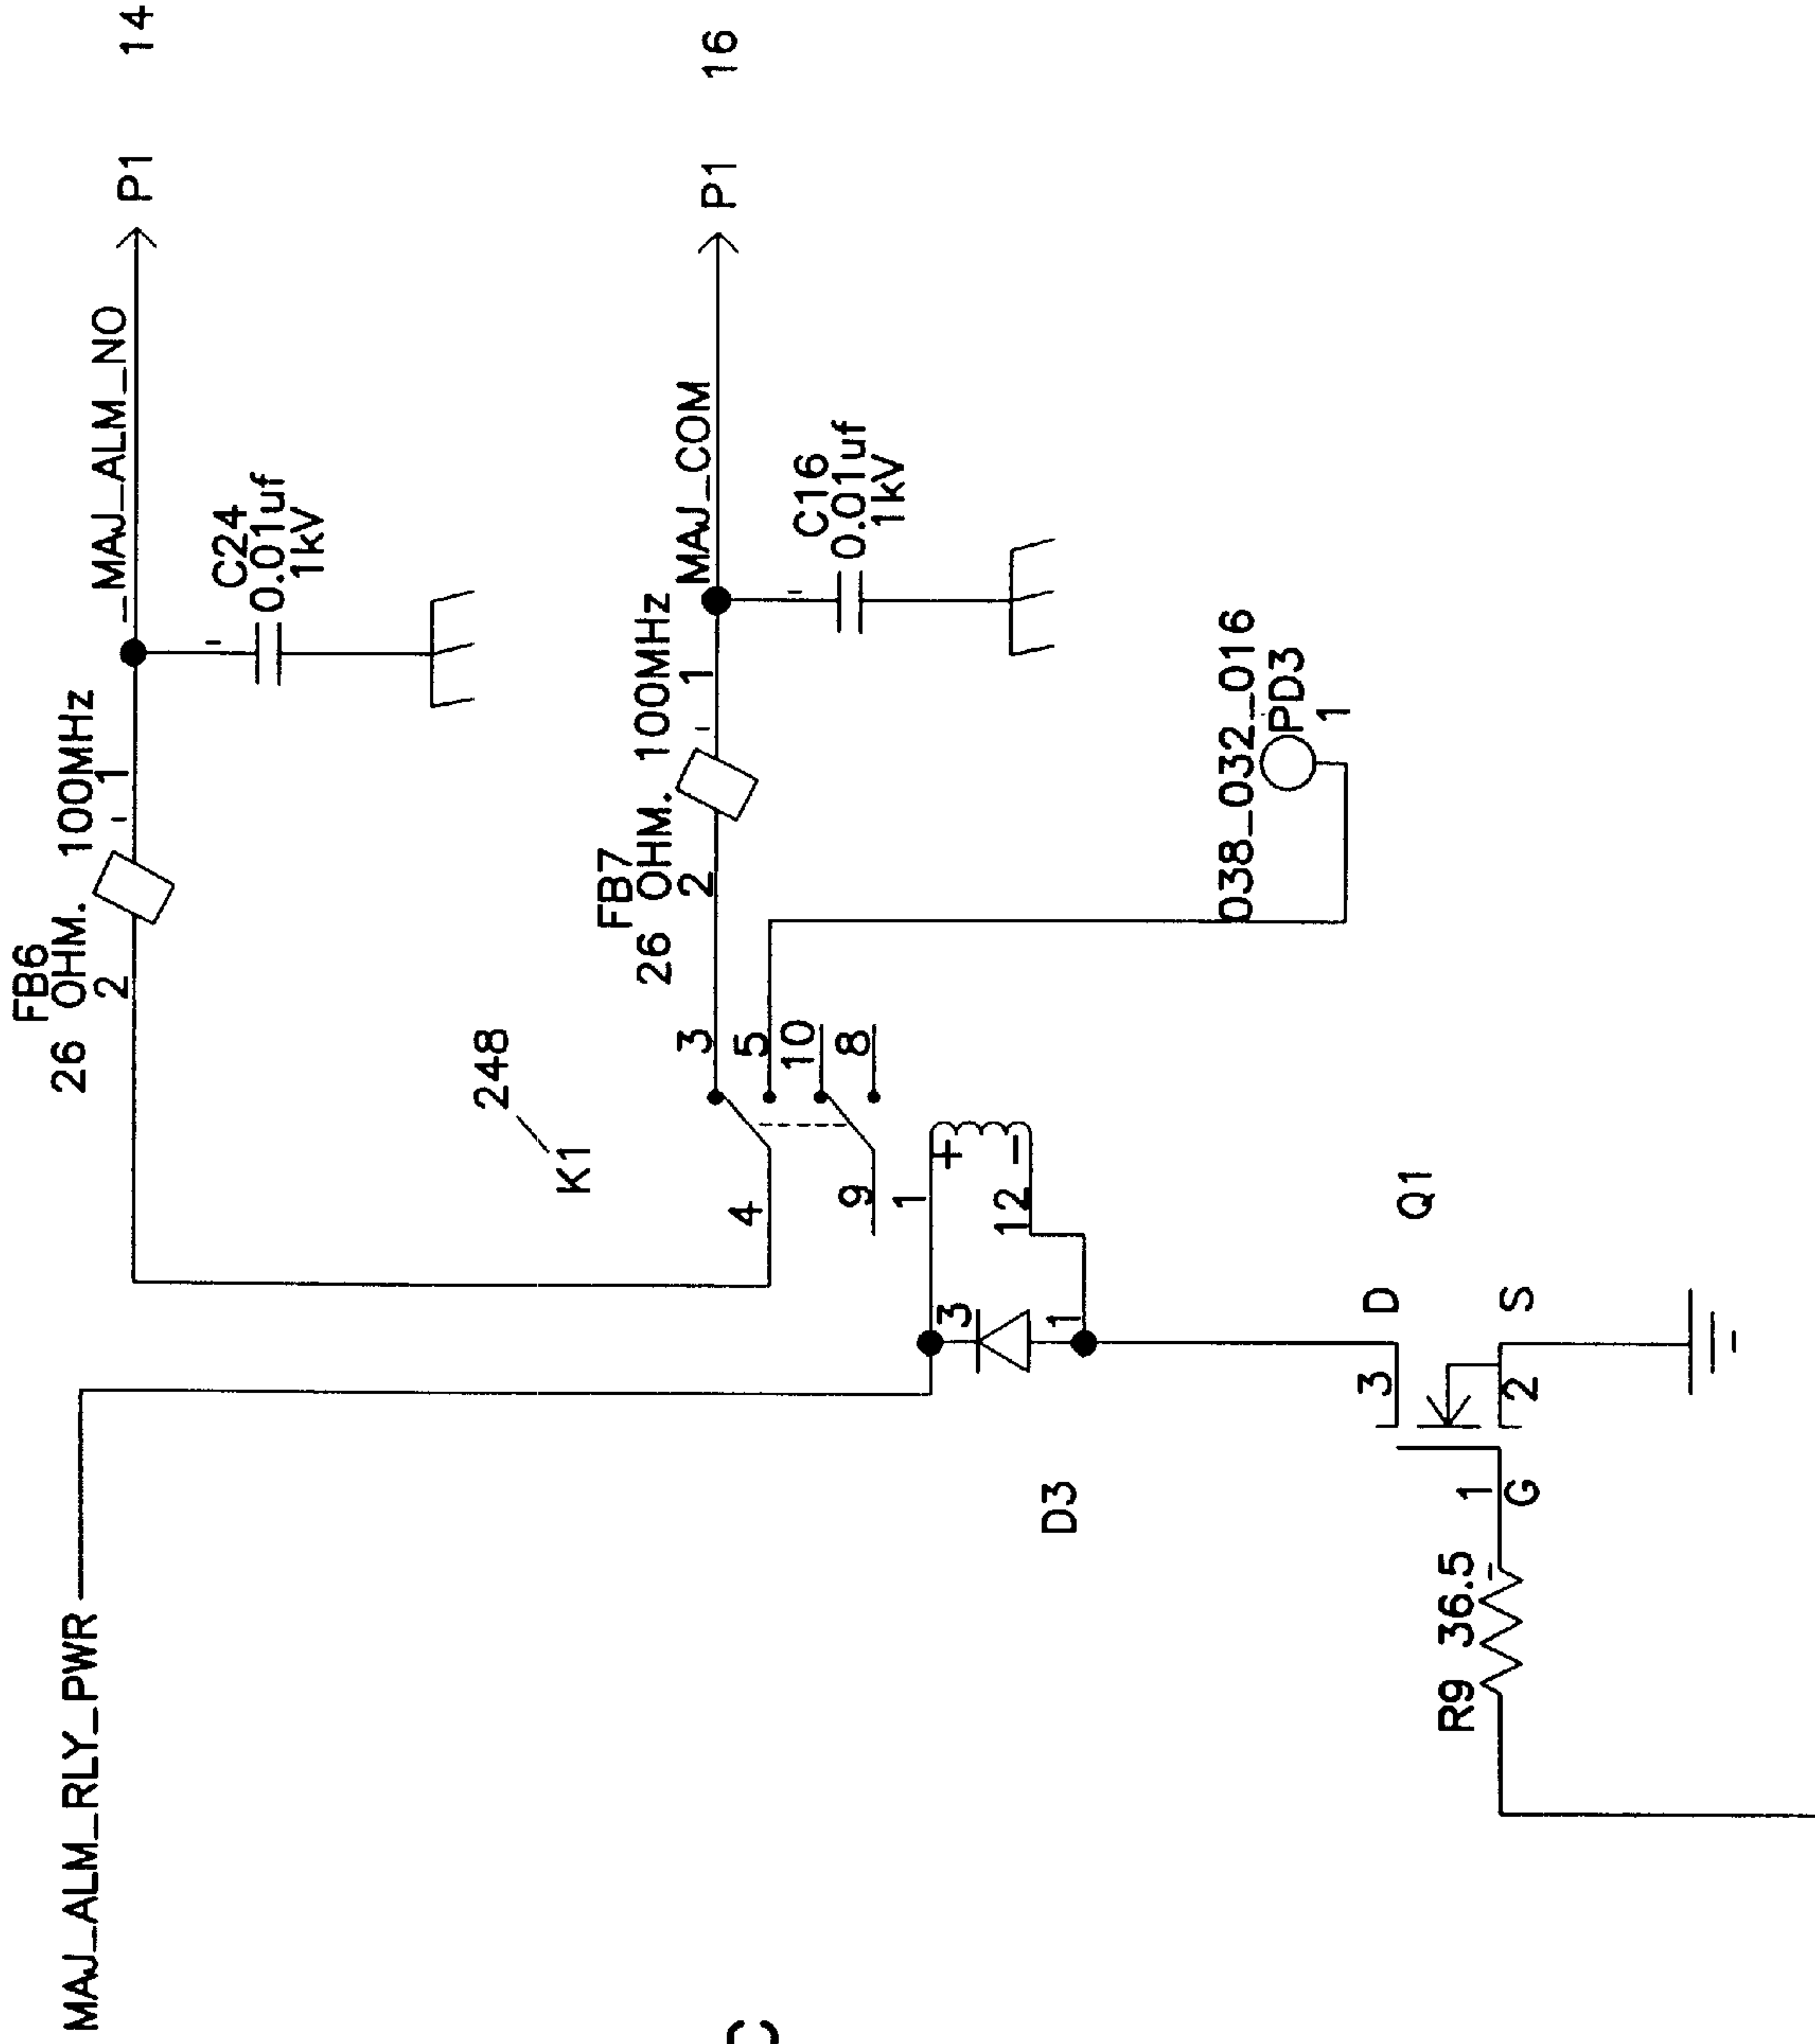 MAJ_ALM_RLY_PWR
FB6
26 OHM. 100MHz
2
1
_MAJ_ALM_NO
P1 14
C24
0.01uf
1kV
248
K1
FB7
26 OHM. 100MHz
2
1
MAJ_COM
P1 16
C16
0.01uf
1kV
4
3
5
10
9
8
1
+
12
-
3
1
D3
038_032_016
PD3
1
Q1
3
D
2
S
1
G
R9 36.5
C